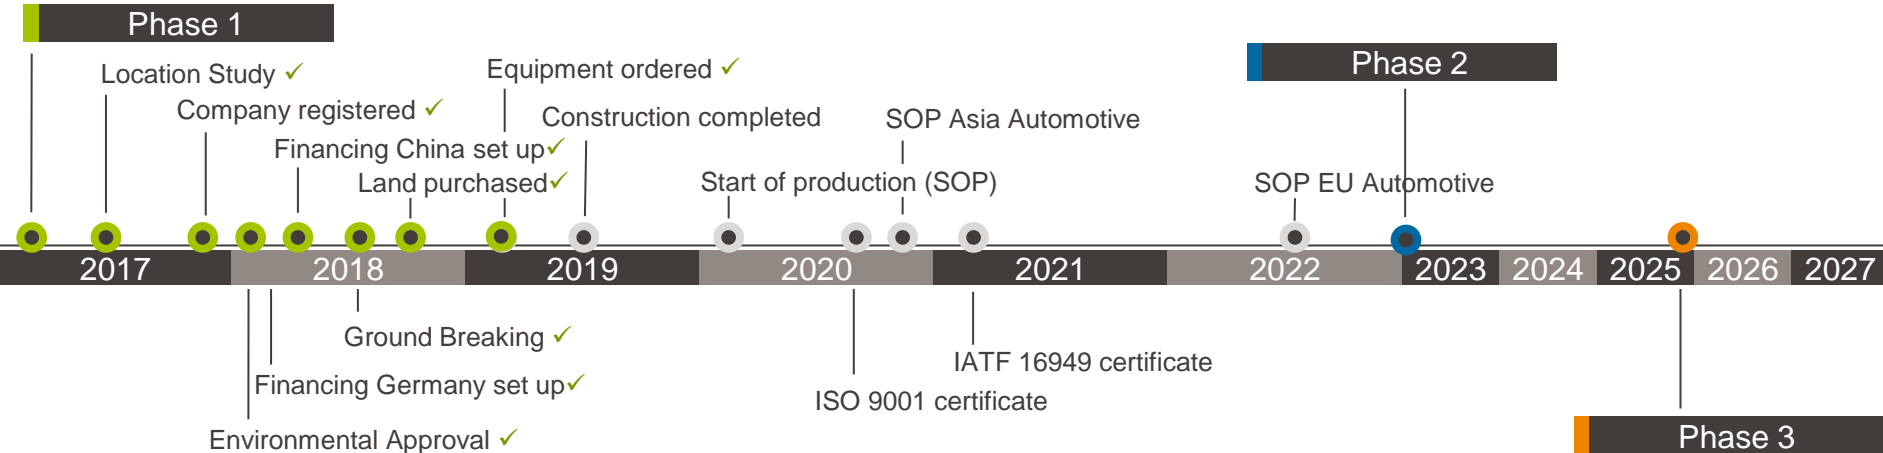 Phase 1
Phase 2
Location Study ✓
Equipment ordered ✓
Company registered ✓
Construction completed
SOP Asia Automotive
Financing China set up✓
Land purchased✓
Start of production (SOP)
SOP EU Automotive
2017 2018 2019 2020 2021 2022 2023 2024 2025 2026 2027
Ground Breaking ✓
IATF 16949 certificate
Financing Germany set up✓
ISO 9001 certificate
Environmental Approval ✓
Phase 3